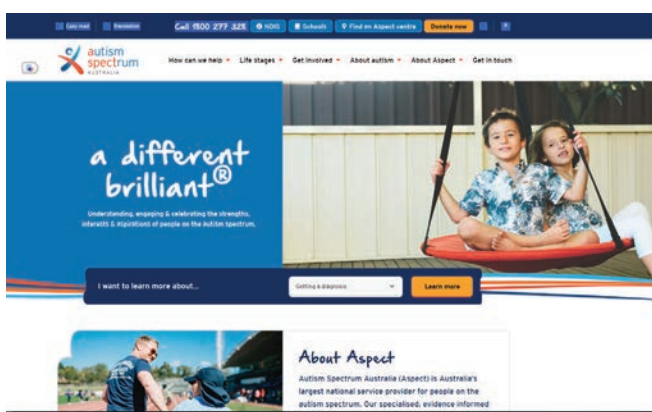 Easy read Translation Call 1800 277 328 NDIS Schools Find an Aspect centre Donate now
autism
spectrum
AUSTRALIA
How can we help Life stages Get involved About autism About Aspect Get in touch
a different
brilliant®
Understanding, engaging & celebrating the strengths,
interests & aspirations of people on the autism spectrum.
I want to learn more about...
Getting a diagnosis
Learn more
About Aspect
Autism Spectrum Australia (Aspect) is Australia's
largest national service provider for people on the
autism spectrum. Our specialised, evidence informed